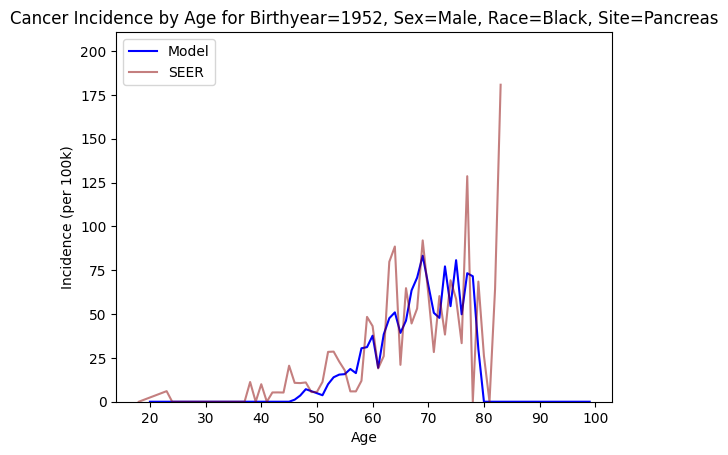 Cancer Incidence by Age for Birthyear=1952, Sex=Male, Race=Black, Site=Pancreas
Model
SEER
Incidence (per 100k)
200
175
150
125
100
75
50
25
0
20 30 40 50 60 70 80 90 100
Age